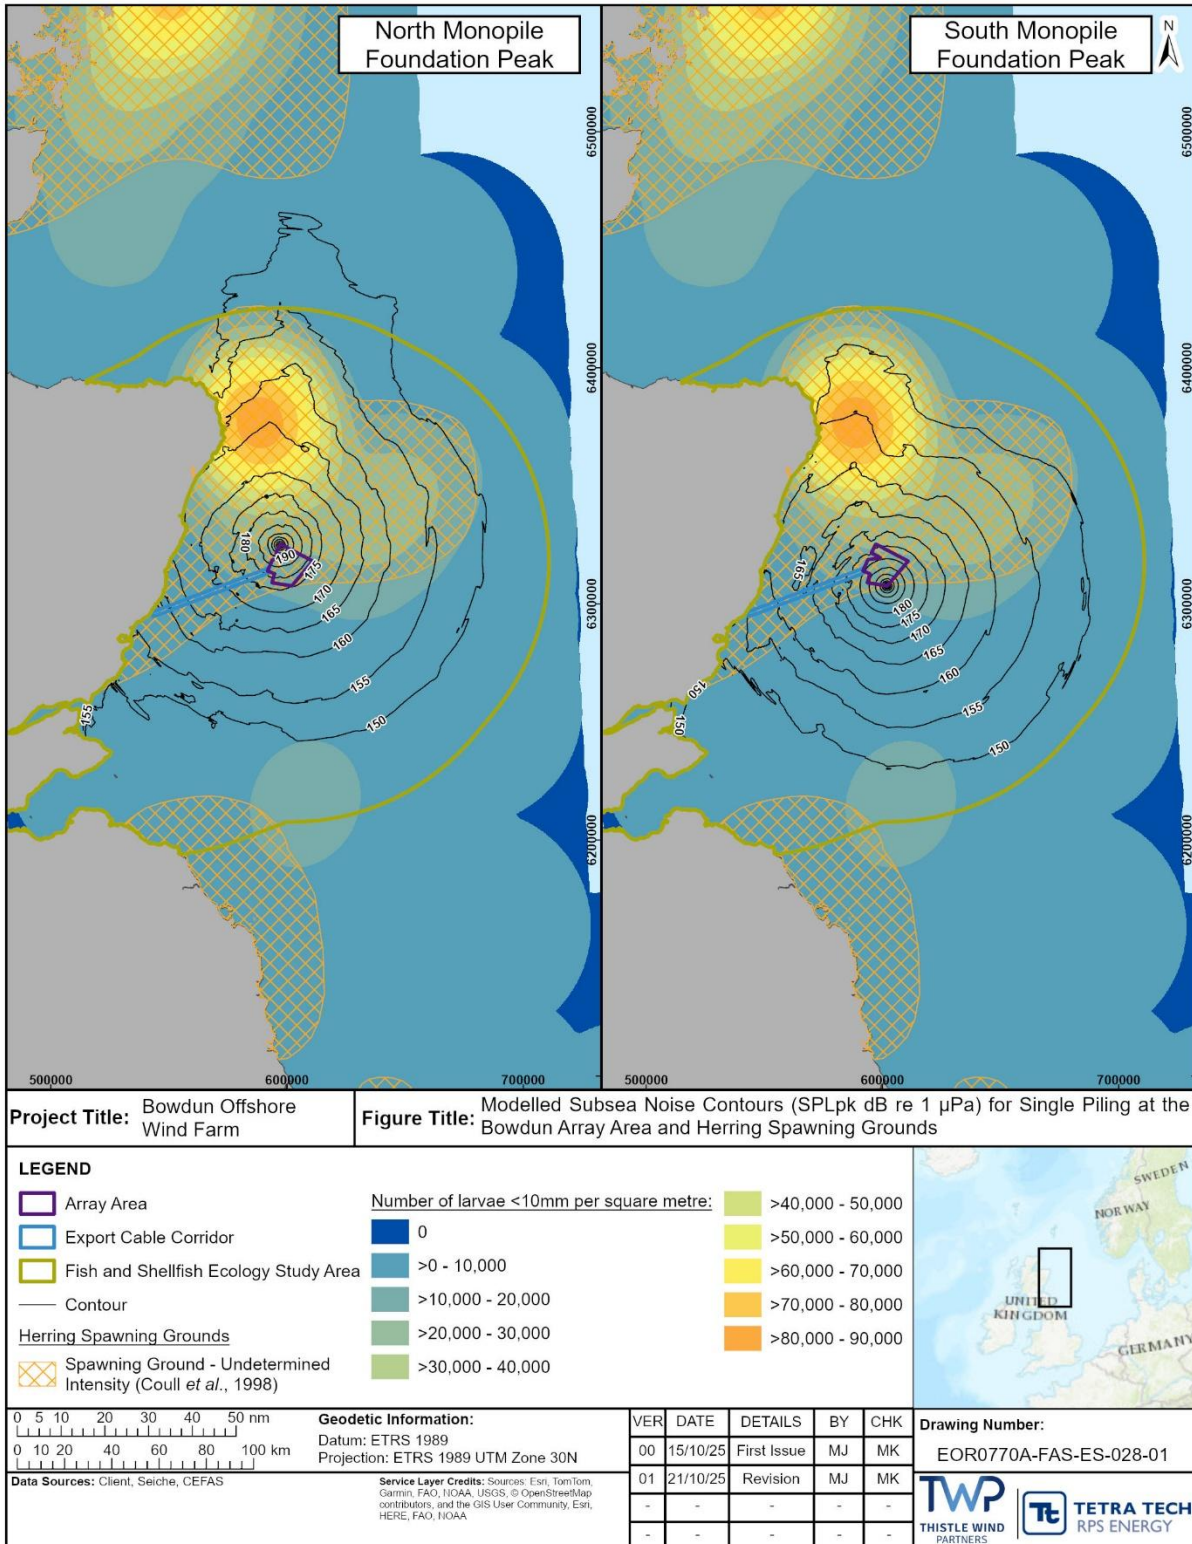 North Monopile
Foundation Peak
South Monopile
Foundation Peak
N
6500000
6400000
6300000
6200000
180
190
175
170
165
160
155
150
155
6500000
6400000
6300000
6200000
165
180
175
170
165
160
155
150
150
150
500000
600000
700000
500000
600000
700000
Project Title: Bowdun Offshore
Wind Farm
Figure Title: Modelled Subsea Noise Contours (SPLpk dB re 1 µPa) for Single Piling at the
Bowdun Array Area and Herring Spawning Grounds
LEGEND
Array Area
Export Cable Corridor
Fish and Shellfish Ecology Study Area
Contour
Herring Spawning Grounds
Spawning Ground - Undetermined
Intensity (Coull et al., 1998)
Number of larvae <10mm per square metre:
0
>0 - 10,000
>10,000 - 20,000
>20,000 - 30,000
>30,000 - 40,000
>40,000 - 50,000
>50,000 - 60,000
>60,000 - 70,000
>70,000 - 80,000
>80,000 - 90,000
SWEDEN
NORWAY
UNITED
KINGDOM
GERMANY
0 5 10 20 30 40 50 nm
0 10 20 40 60 80 100 km
Geodetic Information:
Datum: ETRS 1989
Projection: ETRS 1989 UTM Zone 30N
Data Sources: Client, Seiche, CEFAS
Service Layer Credits: Sources: Esri, TomTom,
Garmin, FAO, NOAA, USGS, © OpenStreetMap
contributors, and the GIS User Community, Esri,
HERE, FAO, NOAA
VER DATE DETAILS BY CHK
00 15/10/25 First Issue MJ MK
01 21/10/25 Revision MJ MK
- - - - -
- - - - -
Drawing Number:
EOR0770A-FAS-ES-028-01
TWP
THISTLE WIND
PARTNERS
Tt
TETRA TECH
RPS ENERGY